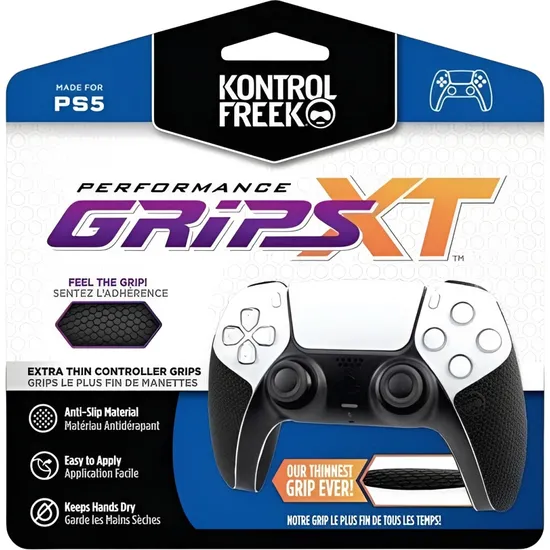 MADE FOR
PS5
KONTROL
FREEK
PERFORMANCE
GRIPS XT™
FEEL THE GRIP!
SENTEZ L'ADHÉRENCE
EXTRA THIN CONTROLLER GRIPS
GRIPS LE PLUS FIN DE MANETTES
Anti-Slip Material
Matériau Antidérapant
Easy to Apply
Application Facile
Keeps Hands Dry
Garde les Mains Sèches
OUR THINNEST
GRIP EVER!
NOTRE GRIP LE PLUS FIN DE TOUS LES TEMPS!